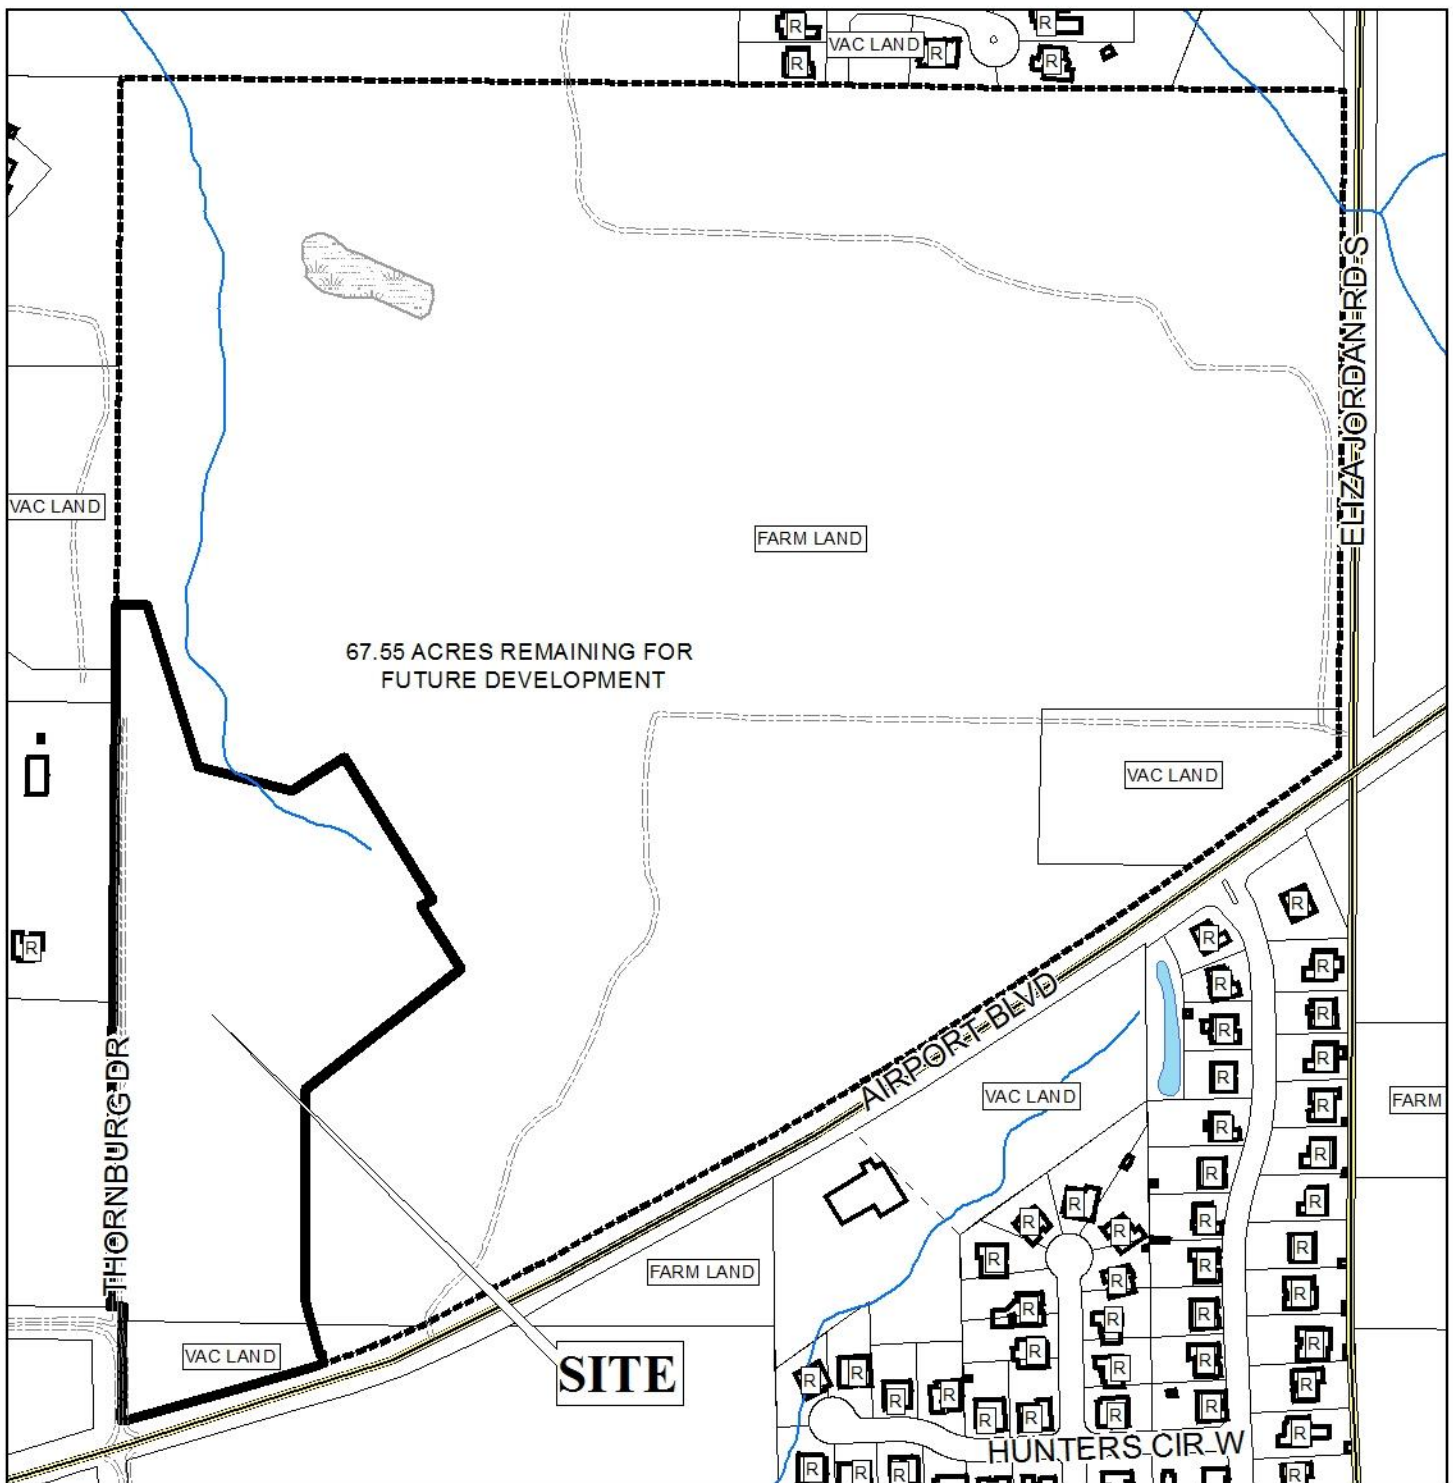 R
R
VAC LAND
R
R
R
ELIZA JORDAN RD S
VAC LAND
FARM LAND
67.55 ACRES REMAINING FOR
FUTURE DEVELOPMENT
VAC LAND
R
R
R
R
R
R
R
AIRPORT BLVD
R
R
VAC LAND
FARM
R
R
R
THORNBURG DR
R
R
R
R
R
R
R
R
R
FARM LAND
R
R
R
R
R
R
VAC LAND
R
R
R
R
SITE
R
R
R
R
R
R
R
R
R
R
HUNTERS CIR W
R
R
R
R